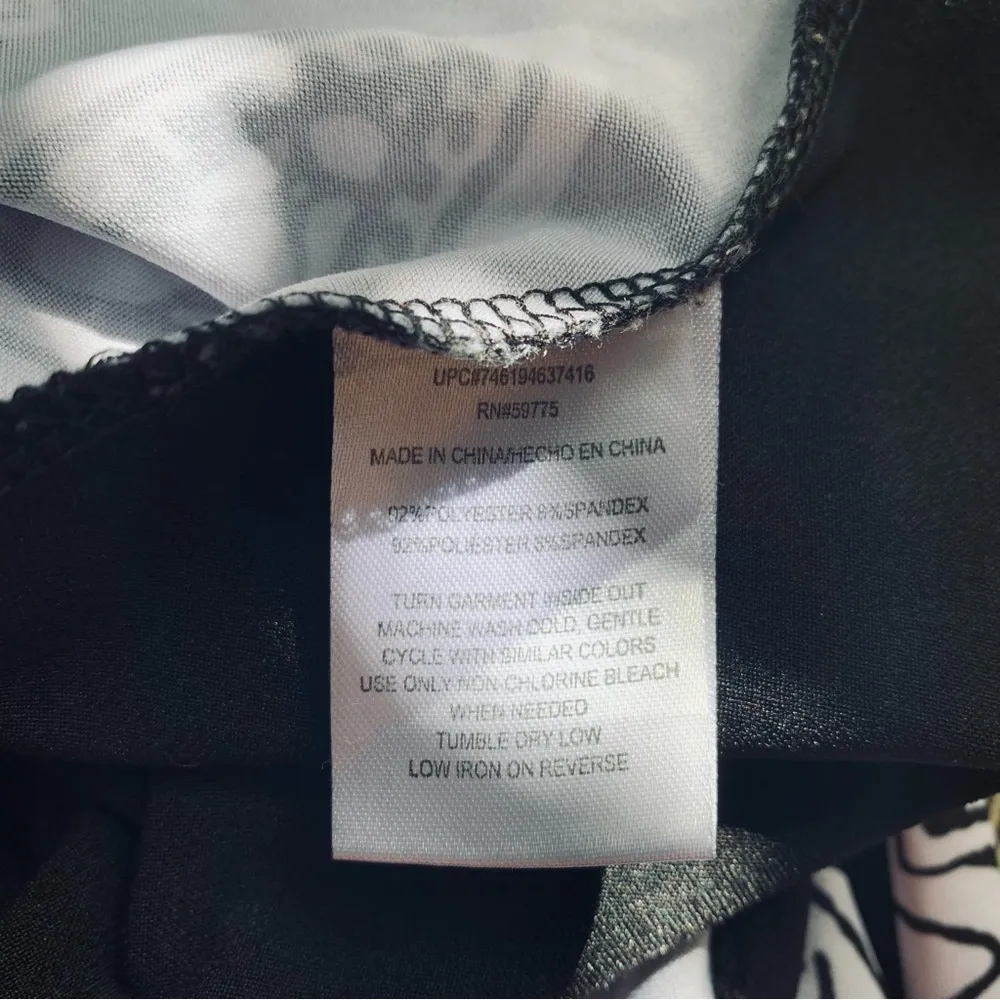 UPC#746194637416
RN#59775
MADE IN CHINA/HECHO EN CHINA
92%POLYESTER 8%SPANDEX
92%POLIESTER 8%SPANDEX
TURN GARMENT INSIDE OUT
MACHINE WASH COLD, GENTLE
CYCLE WITH SIMILAR COLORS
USE ONLY NON-CHLORINE BLEACH
WHEN NEEDED
TUMBLE DRY LOW
LOW IRON ON REVERSE